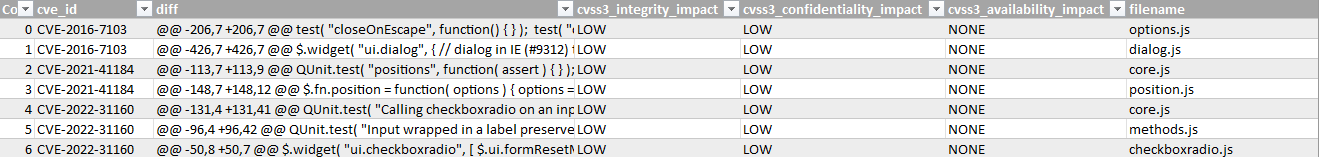 Co cve_id diff cvss3_integrity_impact cvss3_confidentiality_impact cvss3_availability_impact filename
0 CVE-2016-7103 @@ -206,7 +206,7 @@ test( "closeOnEscape", function() { } ); test( "d LOW LOW NONE options.js
1 CVE-2016-7103 @@ -426,7 +426,7 @@ $.widget( "ui.dialog", { // dialog in IE (#9312) t LOW LOW NONE dialog.js
2 CVE-2021-41184 @@ -113,7 +113,9 @@ QUnit.test( "positions", function( assert ) { } ); LOW LOW NONE core.js
3 CVE-2021-41184 @@ -148,7 +148,12 @@ $.fn.position = function( options ) { options = LOW LOW NONE position.js
4 CVE-2022-31160 @@ -131,4 +131,41 @@ QUnit.test( "Calling checkboxradio on an inp LOW LOW NONE core.js
5 CVE-2022-31160 @@ -96,4 +96,42 @@ QUnit.test( "Input wrapped in a label preserve LOW LOW NONE methods.js
6 CVE-2022-31160 @@ -50,8 +50,7 @@ $.widget( "ui.checkboxradio", [ $.ui.formResetM LOW LOW NONE checkboxradio.js